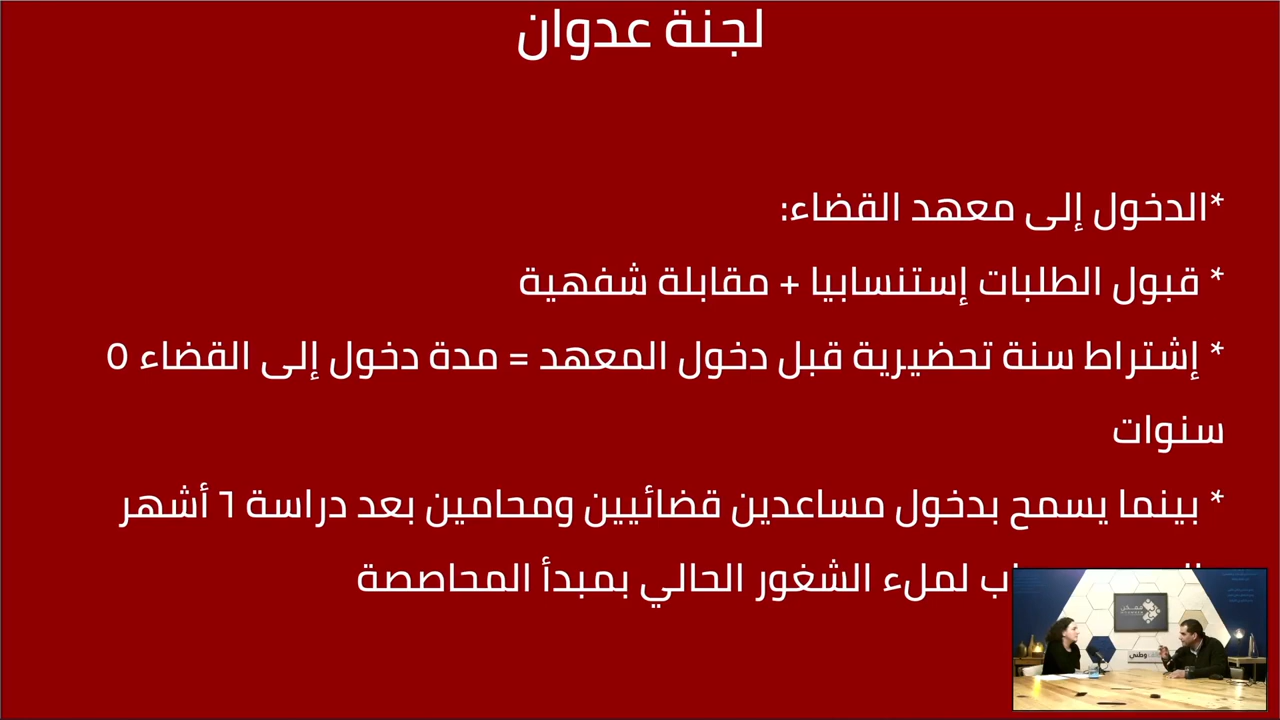 لجنة عدوان
*الدخول إلى معهد القضاء:
* قبول الطلبات إستنسابيا + مقابلة شفهية
* إشتراط سنة تحضيرية قبل دخول المعهد = مدة دخول إلى القضاء ٥
سنوات
* بينما يسمح بدخول مساعدين قضائيين ومحامين بعد دراسة ٦ أشهر
لملء الشغور الحالي بمبدأ المحاصصة